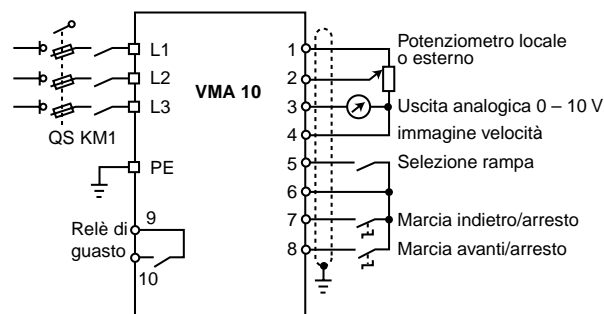 L1
L2
L3
QS KM1
PE
Relè di
guasto
9
10
VMA 10
1
2
3
4
5
6
7
8
Potenziometro locale
o esterno
Uscita analogica 0 – 10 V
immagine velocità
Selezione rampa
Marcia indietro/arresto
Marcia avanti/arresto